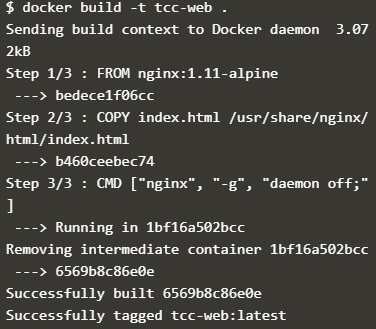 $ docker build -t tcc-web .
Sending build context to Docker daemon  3.07
2kB
Step 1/3 : FROM nginx:1.11-alpine
 ---> bedece1f06cc
Step 2/3 : COPY index.html /usr/share/nginx/
html/index.html
 ---> b460ceebec74
Step 3/3 : CMD ["nginx", "-g", "daemon off;"
]
 ---> Running in 1bf16a502bcc
Removing intermediate container 1bf16a502bcc
 ---> 6569b8c86e0e
Successfully built 6569b8c86e0e
Successfully tagged tcc-web:latest